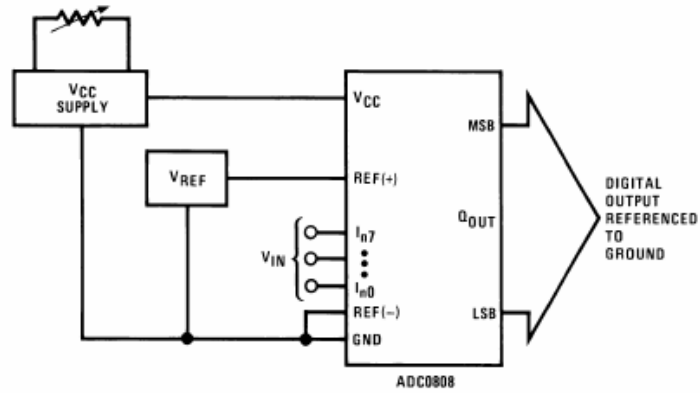 VCC
SUPPLY
VCC
MSB
VREF
REF(+)
DIGITAL
OUTPUT
REFERENCED
TO
GROUND
QOUT
VIN
In7
In0
REF(−)
LSB
GND
ADC0808